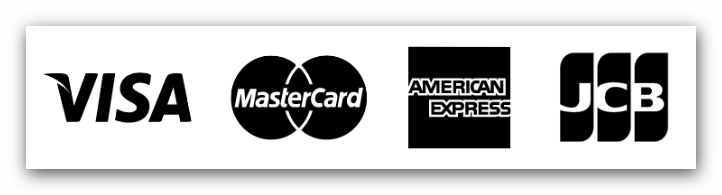 VISA
MasterCard
AMERICAN
EXPRESS
JCB